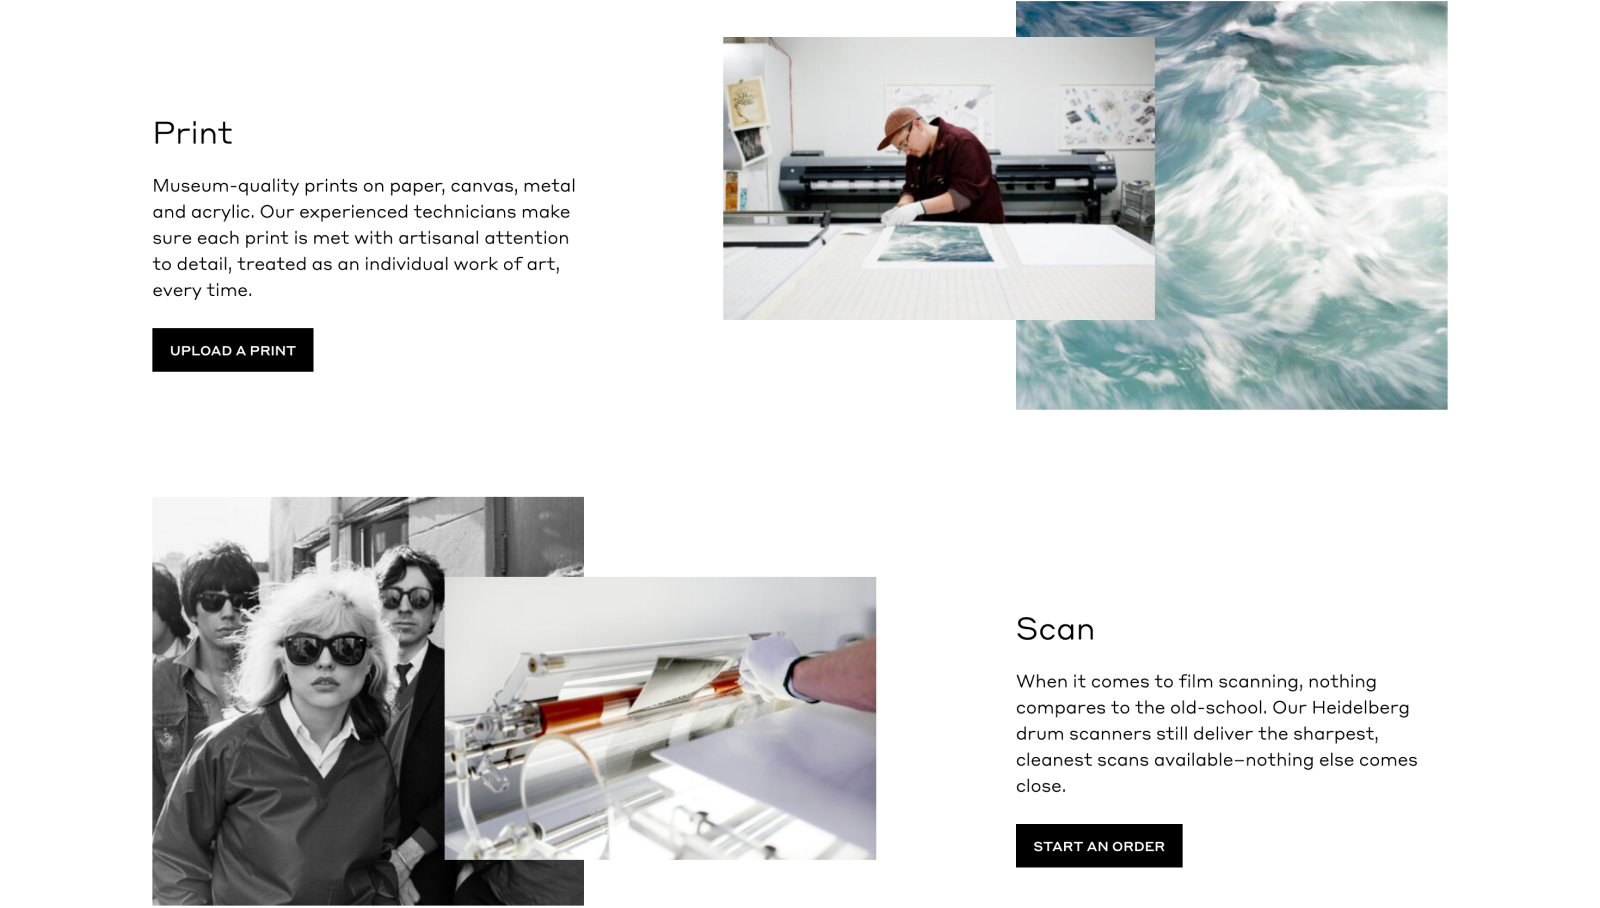 Print
Museum-quality prints on paper, canvas, metal
and acrylic. Our experienced technicians make
sure each print is met with artisanal attention
to detail, treated as an individual work of art,
every time.
UPLOAD A PRINT
Scan
When it comes to film scanning, nothing
compares to the old-school. Our Heidelberg
drum scanners still deliver the sharpest,
cleanest scans available–nothing else comes
close.
START AN ORDER